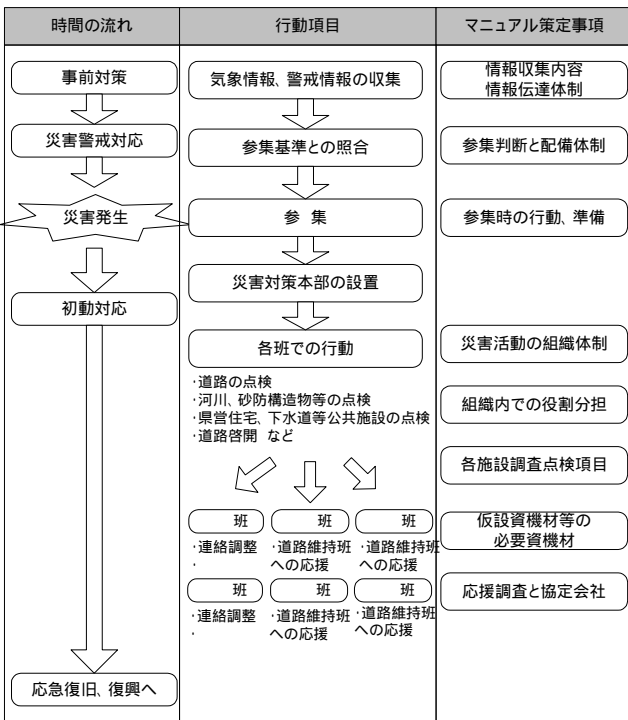 時間の流れ
行動項目
マニュアル策定事項
事前対策
災害警戒対応
災害発生
初動対応
応急復旧、復興へ
気象情報、警戒情報の収集
参集基準との照合
参 集
災害対策本部の設置
各班での行動
・道路の点検
・河川、砂防構造物等の点検
・県営住宅、下水道等公共施設の点検
・道路啓開 など
班
班
班
・連絡調整
・
・道路維持班
への応援
・道路維持班
への応援
班
班
班
・連絡調整
・
・道路維持班
への応援
・道路維持班
への応援
情報収集内容
情報伝達体制
参集判断と配備体制
参集時の行動、準備
災害活動の組織体制
組織内での役割分担
各施設調査点検項目
仮設資機材等の
必要資機材
応援調査と協定会社